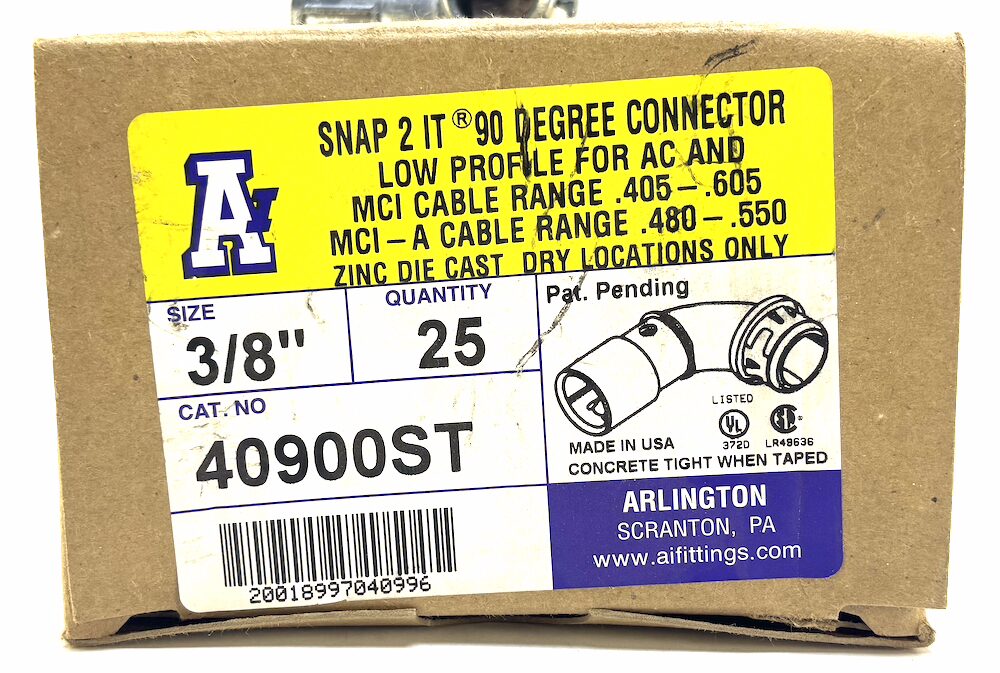 SNAP 2 IT® 90 DEGREE CONNECTOR
LOW PROFILE FOR AC AND
MCI CABLE RANGE .405 – .605
MCI – A CABLE RANGE .480 – .550
ZINC DIE CAST DRY LOCATIONS ONLY
A
SIZE
3/8"
QUANTITY
25
CAT. NO
40900ST
20018997040996
Pat. Pending
LISTED
UL
372D
LR48636
MADE IN USA
CONCRETE TIGHT WHEN TAPED
ARLINGTON
SCRANTON, PA
www.aifittings.com